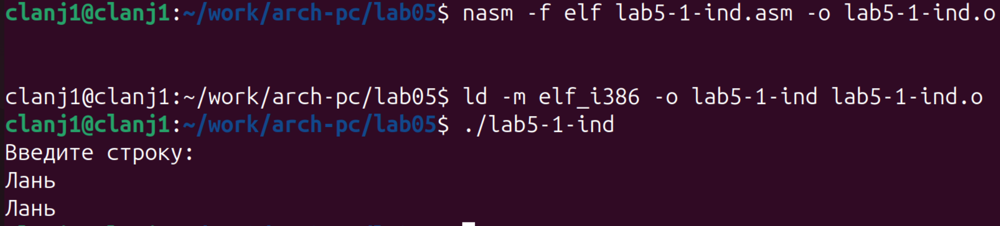 clanj1@clanj1:~/work/arch-pc/lab05$ nasm -f elf lab5-1-ind.asm -o lab5-1-ind.o
clanj1@clanj1:~/work/arch-pc/lab05$ ld -m elf_i386 -o lab5-1-ind lab5-1-ind.o
clanj1@clanj1:~/work/arch-pc/lab05$ ./lab5-1-ind
Введите строку:
Лань
Лань